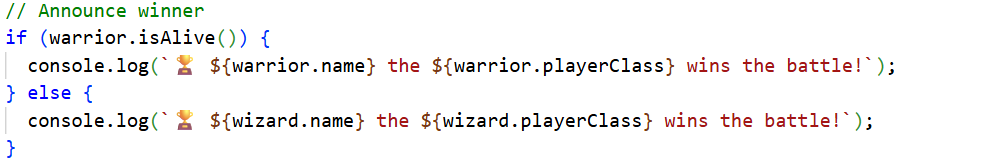 // Announce winner
if (warrior.isAlive()) {
  console.log(`🏆 ${warrior.name} the ${warrior.playerClass} wins the battle!`);
} else {
  console.log(`🏆 ${wizard.name} the ${wizard.playerClass} wins the battle!`);
}